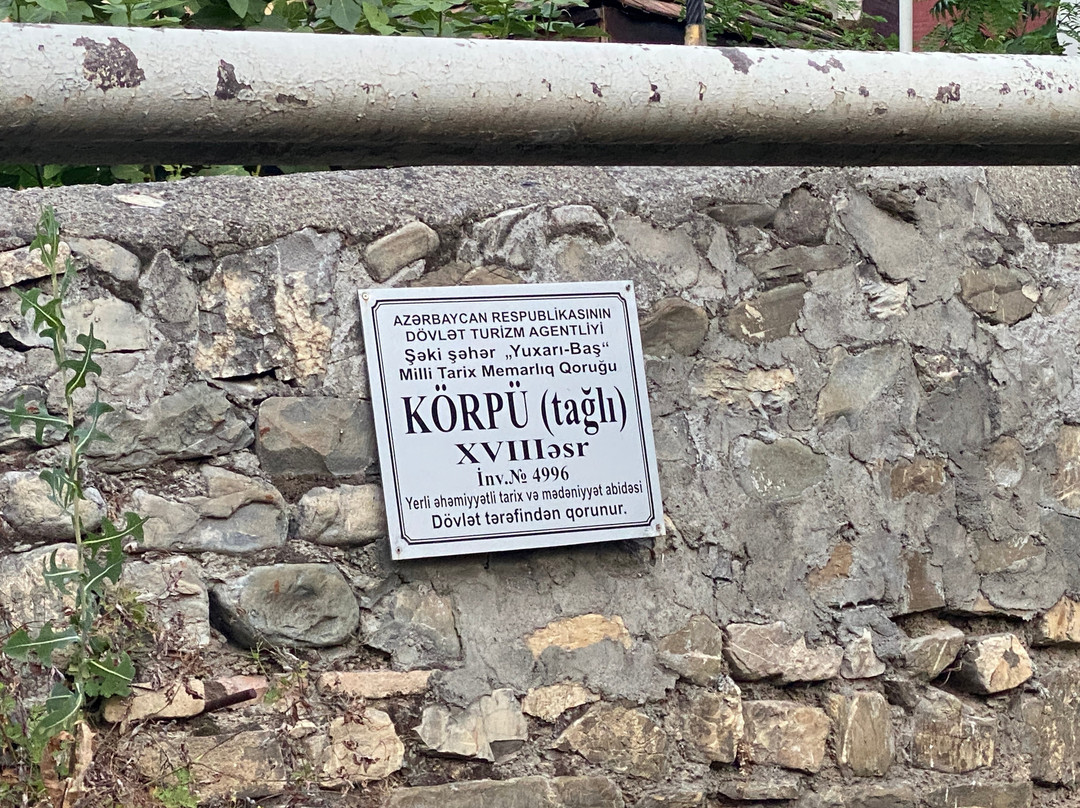 AZƏRBAYCAN RESPUBLİKASININ
DÖVLƏT TURİZM AGENTLİYİ
Şəki şəhər „Yuxarı-Baş“
Milli Tarix Memarlıq Qoruğu
KÖRPÜ (tağlı)
XVIIIəsr
İnv.№ 4996
Yerli əhəmiyyətli tarix və mədəniyyət abidəsi
Dövlət tərəfindən qorunur.